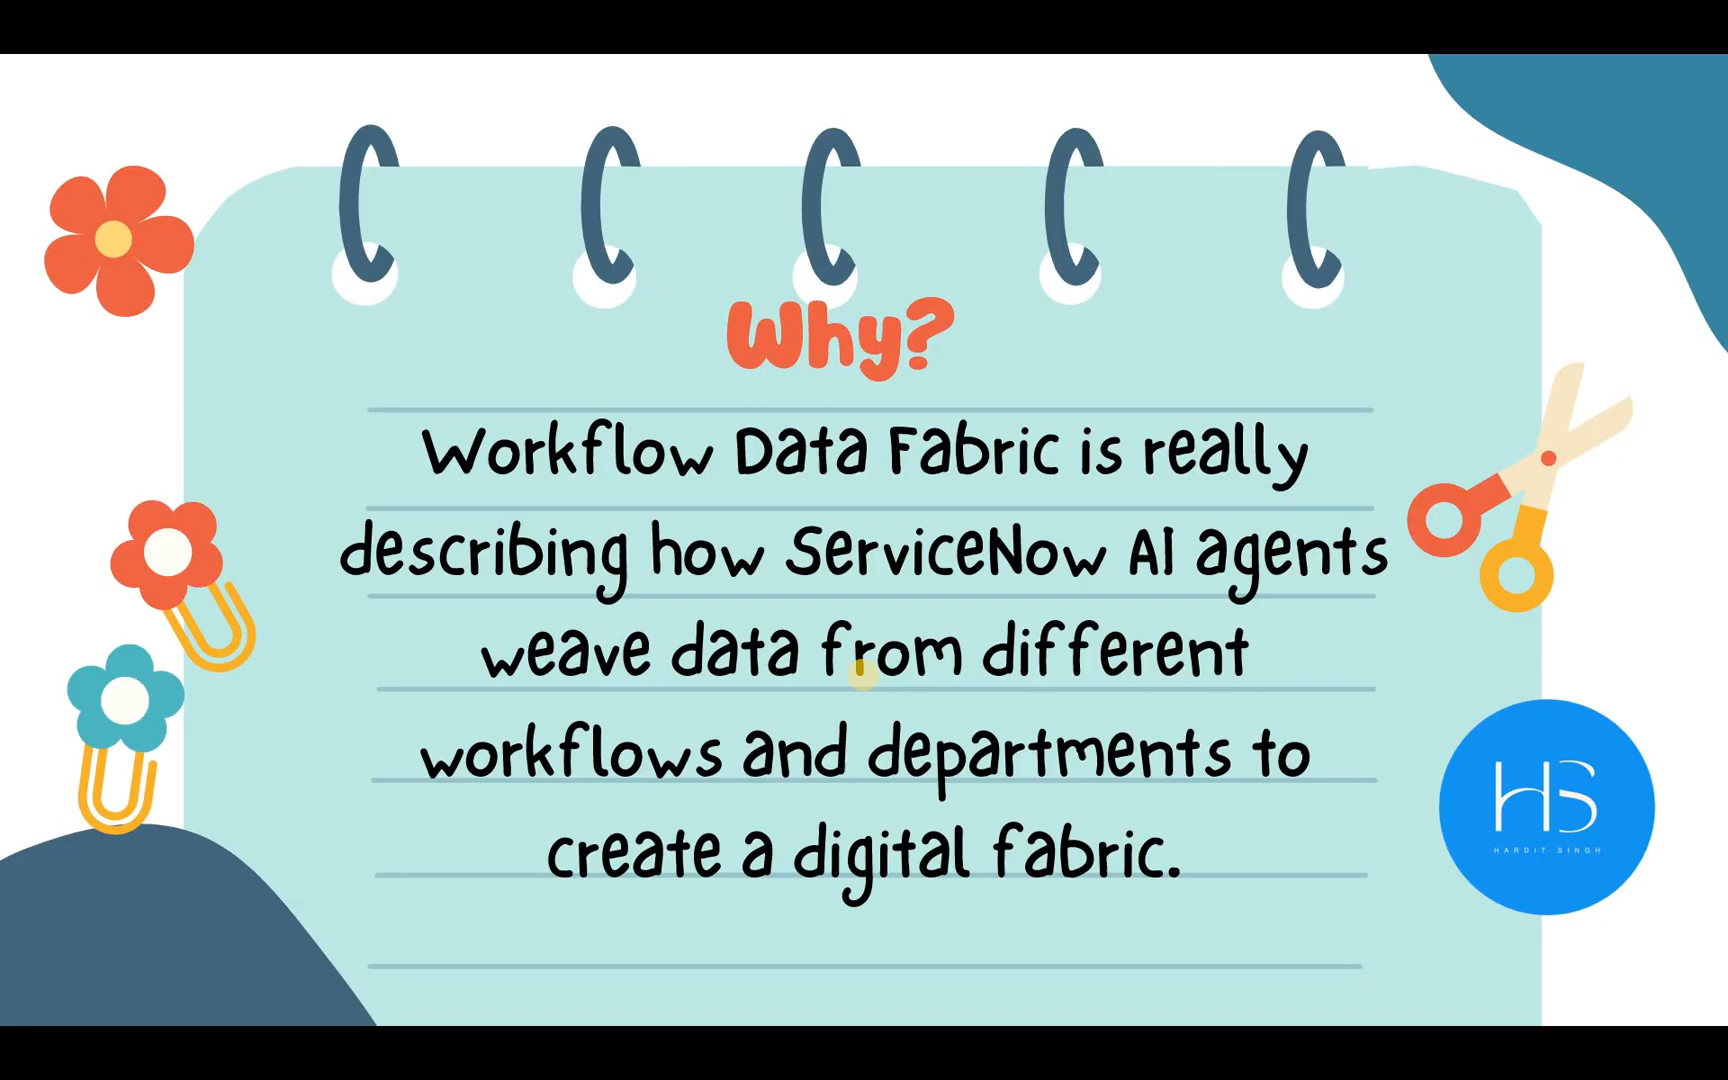 Why?
Workflow Data Fabric is really
describing how ServiceNow AI agents
weave data from different
workflows and departments to
create a digital fabric.
HS
HARDIT SINGH